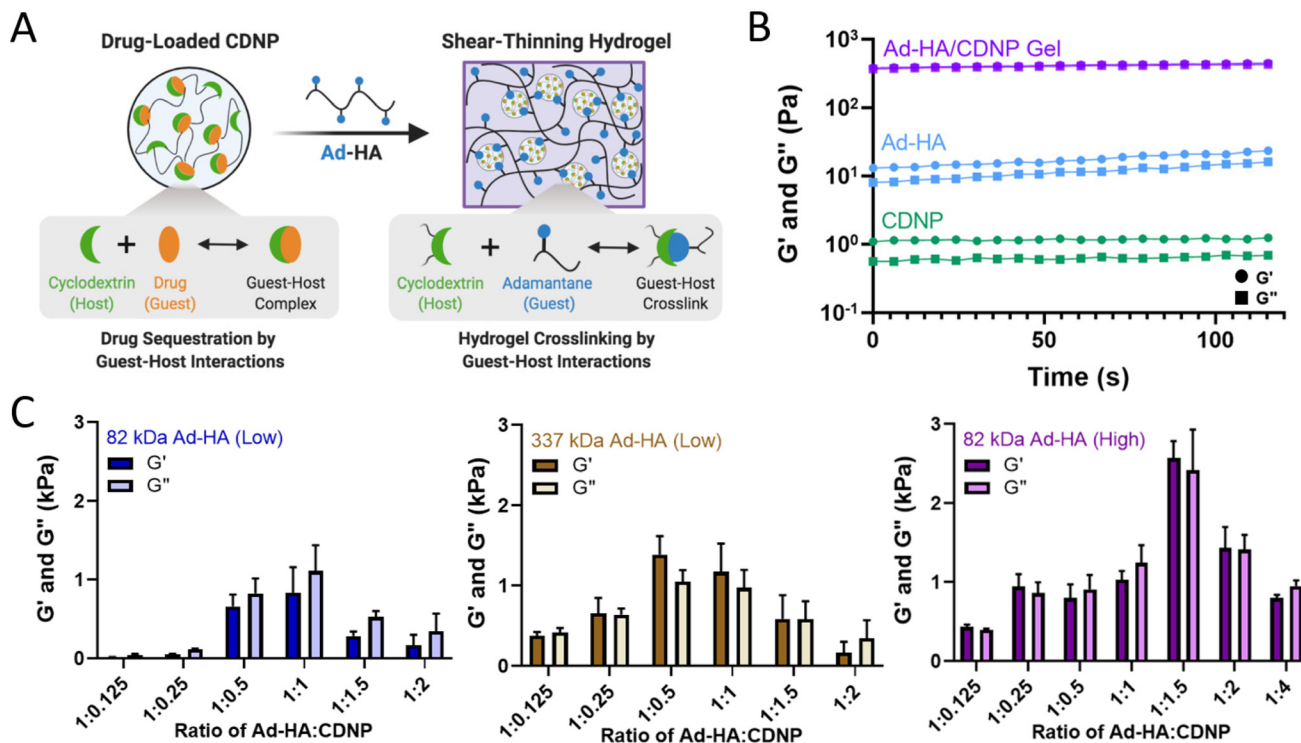 A
Drug-Loaded CDNP
Shear-Thinning Hydrogel
Ad-HA
Cyclodextrin
(Host)
Drug
(Guest)
Guest-Host
Complex
Drug Sequestration by
Guest-Host Interactions
Cyclodextrin
(Host)
Adamantane
(Guest)
Guest-Host
Crosslink
Hydrogel Crosslinking by
Guest-Host Interactions
B
G' and G" (Pa)
10³
10²
10¹
10⁰
10⁻¹
Ad-HA/CDNP Gel
Ad-HA
CDNP
G'
G"
0 50 100
Time (s)
C
82 kDa Ad-HA (Low)
G'
G"
G' and G" (kPa)
3
2
1
0
1:0.125 1:0.25 1:0.5 1:1 1:1.5 1:2
Ratio of Ad-HA:CDNP
337 kDa Ad-HA (Low)
G'
G"
G' and G" (kPa)
3
2
1
0
1:0.125 1:0.25 1:0.5 1:1 1:1.5 1:2
Ratio of Ad-HA:CDNP
82 kDa Ad-HA (High)
G'
G"
G' and G" (kPa)
3
2
1
0
1:0.125 1:0.25 1:0.5 1:1 1:1.5 1:2 1:4
Ratio of Ad-HA:CDNP